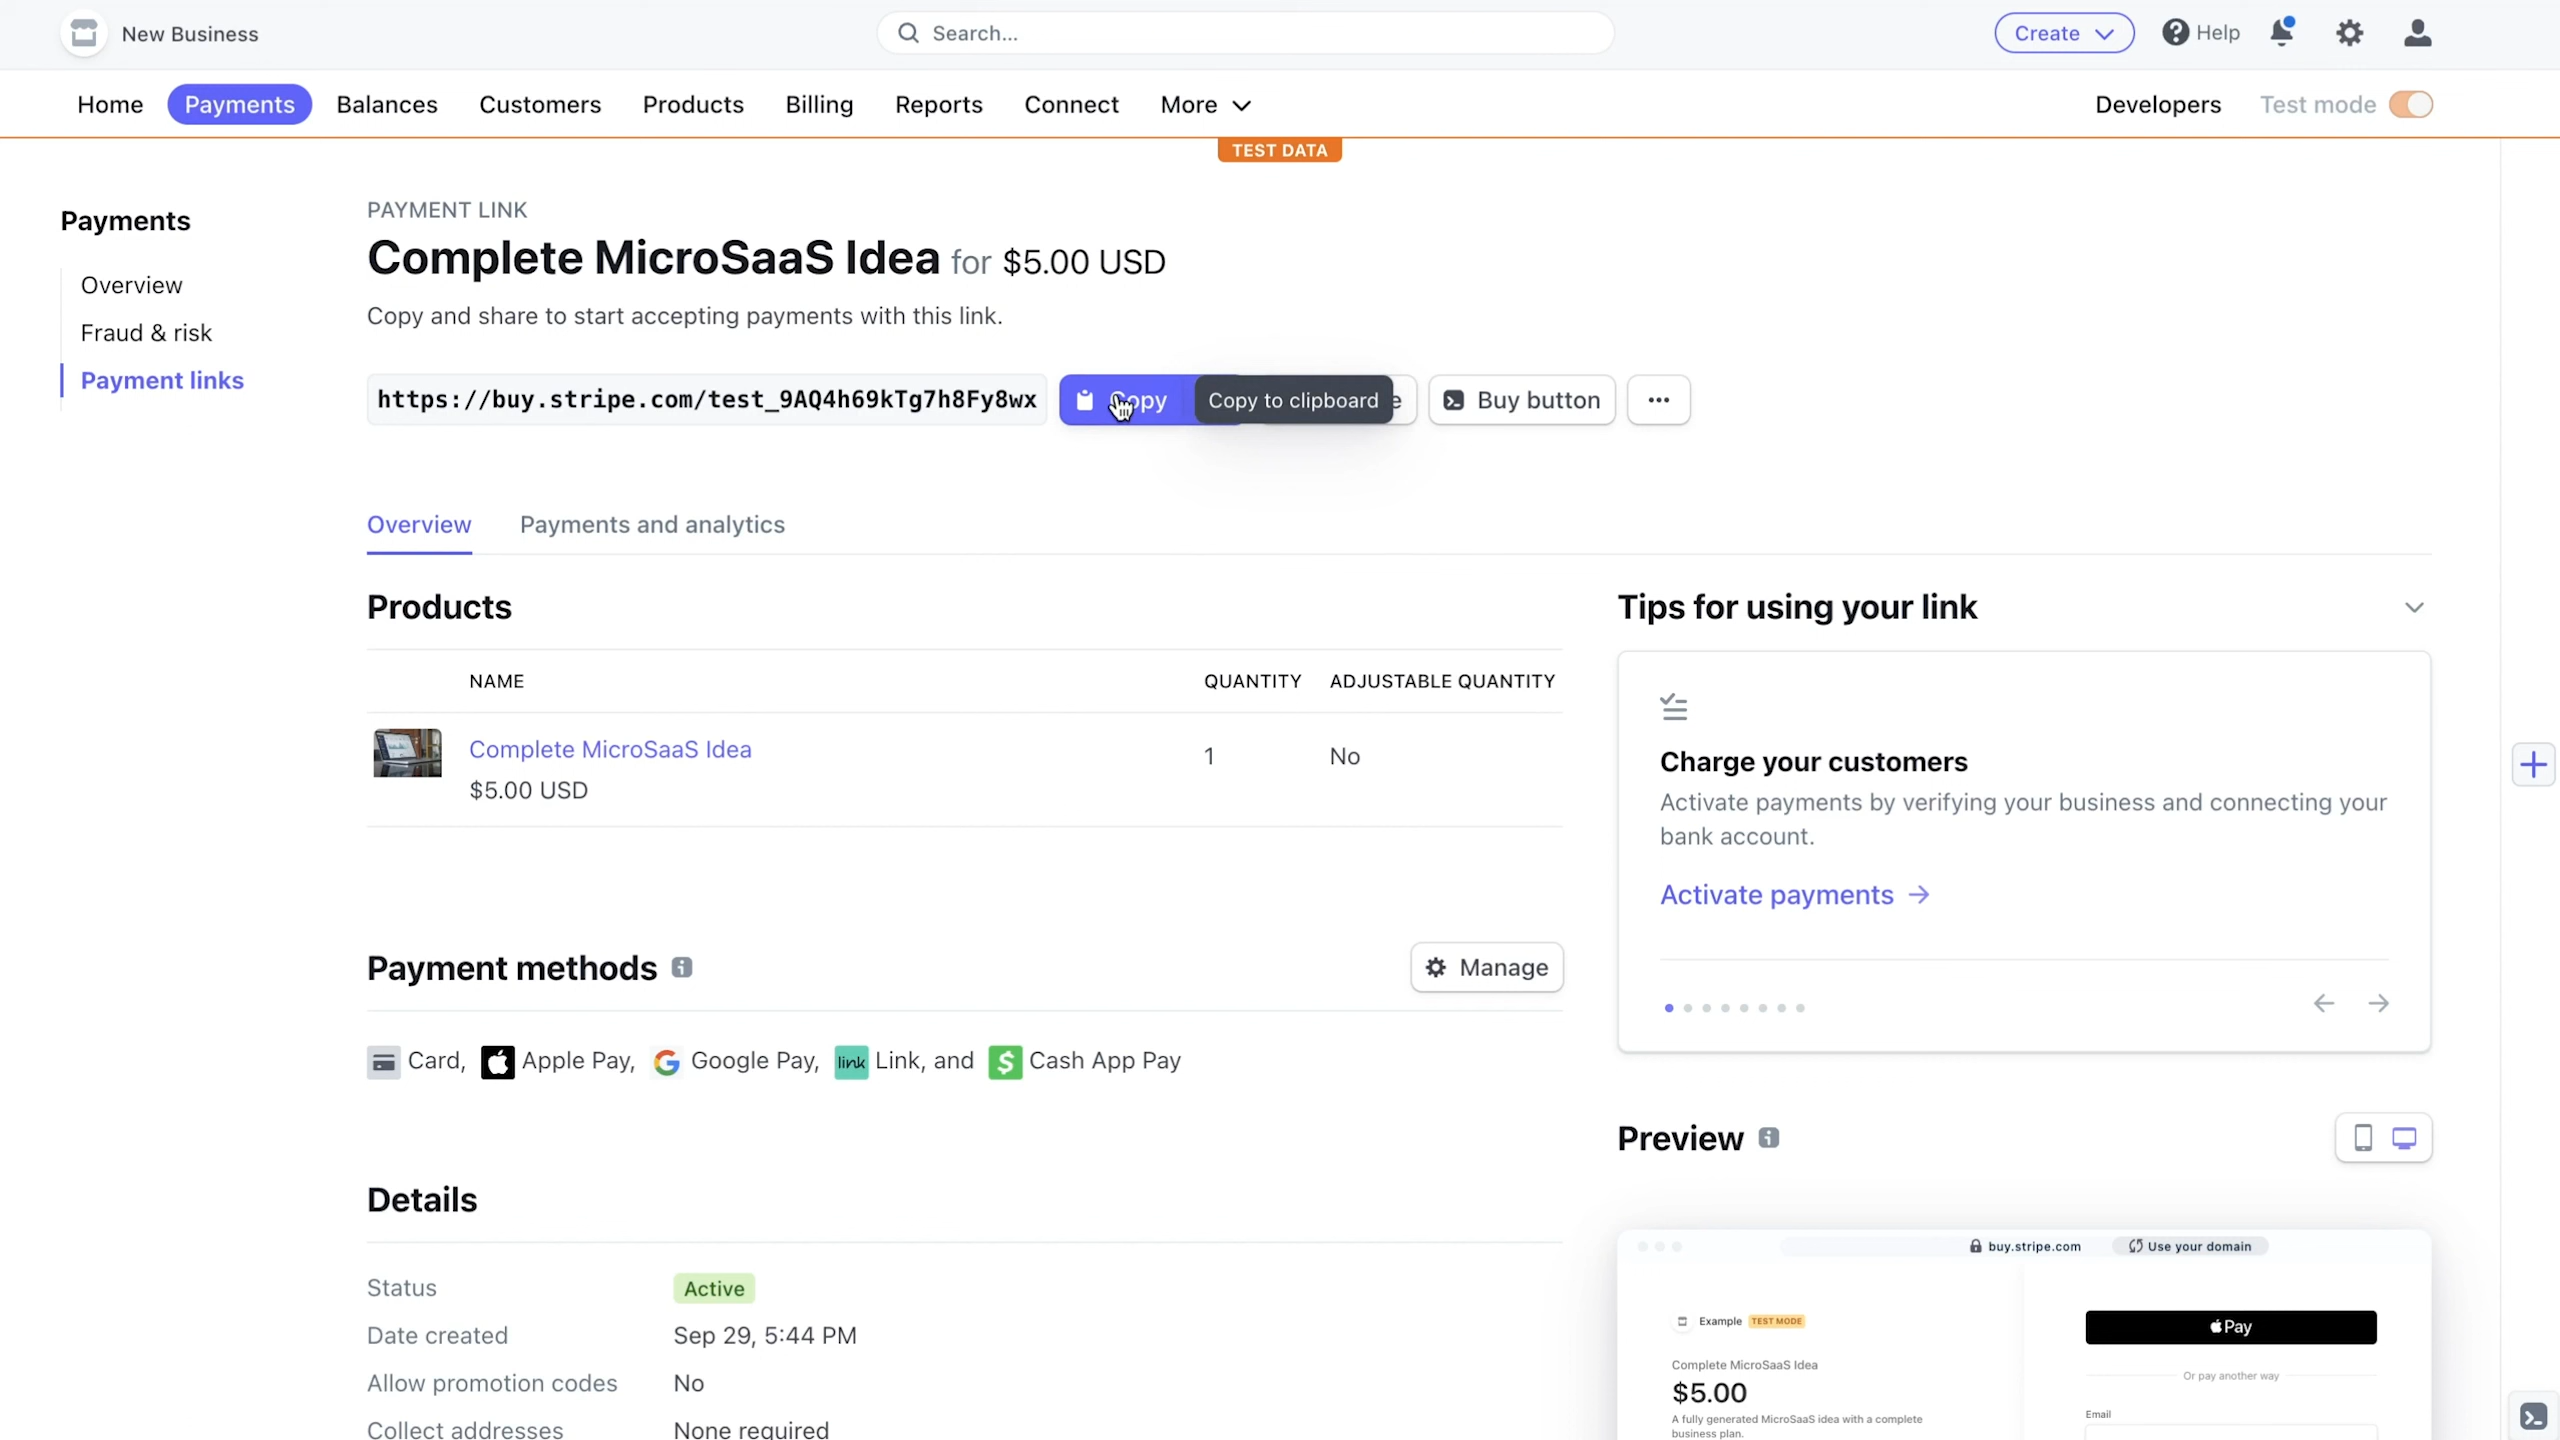 New Business
Search...
Create
Help
Home
Payments
Balances
Customers
Products
Billing
Reports
Connect
More
Developers
Test mode
TEST DATA
Payments
Overview
Fraud & risk
Payment links
PAYMENT LINK
Complete MicroSaaS Idea for $5.00 USD
Copy and share to start accepting payments with this link.
https://buy.stripe.com/test_9AQ4h69kTg7h8Fy8wx
Copy to clipboard
Buy button
Overview
Payments and analytics
Products
NAME
QUANTITY
ADJUSTABLE QUANTITY
Complete MicroSaaS Idea
1
No
$5.00 USD
Payment methods
Manage
Card,
Apple Pay,
Google Pay,
link
Link, and
Cash App Pay
Details
Status
Active
Date created
Sep 29, 5:44 PM
Allow promotion codes
No
Collect addresses
None required
Tips for using your link
Charge your customers
Activate payments by verifying your business and connecting your
bank account.
Activate payments
Preview
buy.stripe.com
Use your domain
Example
TEST MODE
Complete MicroSaaS Idea
$5.00
A fully generated MicroSaaS idea with a complete
business plan.
Pay
Or pay another way
Email